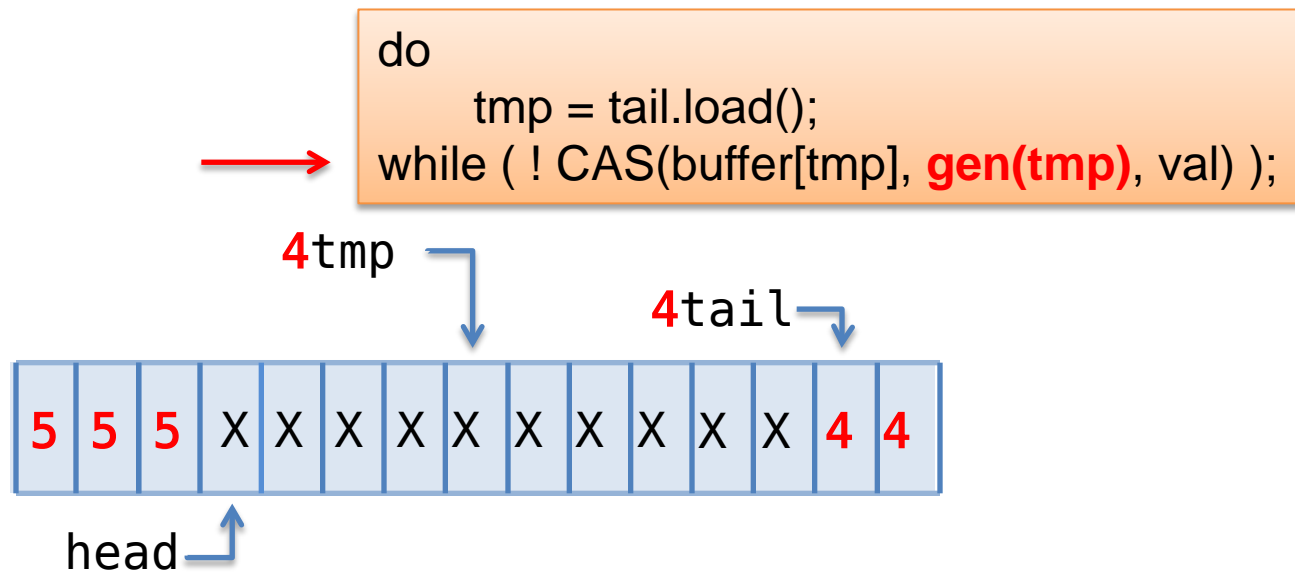 do
tmp = tail.load();
while ( ! CAS(buffer[tmp], gen(tmp), val) );
4tmp
4tail
5 5 5 X X X X X X X X X X 4 4
head